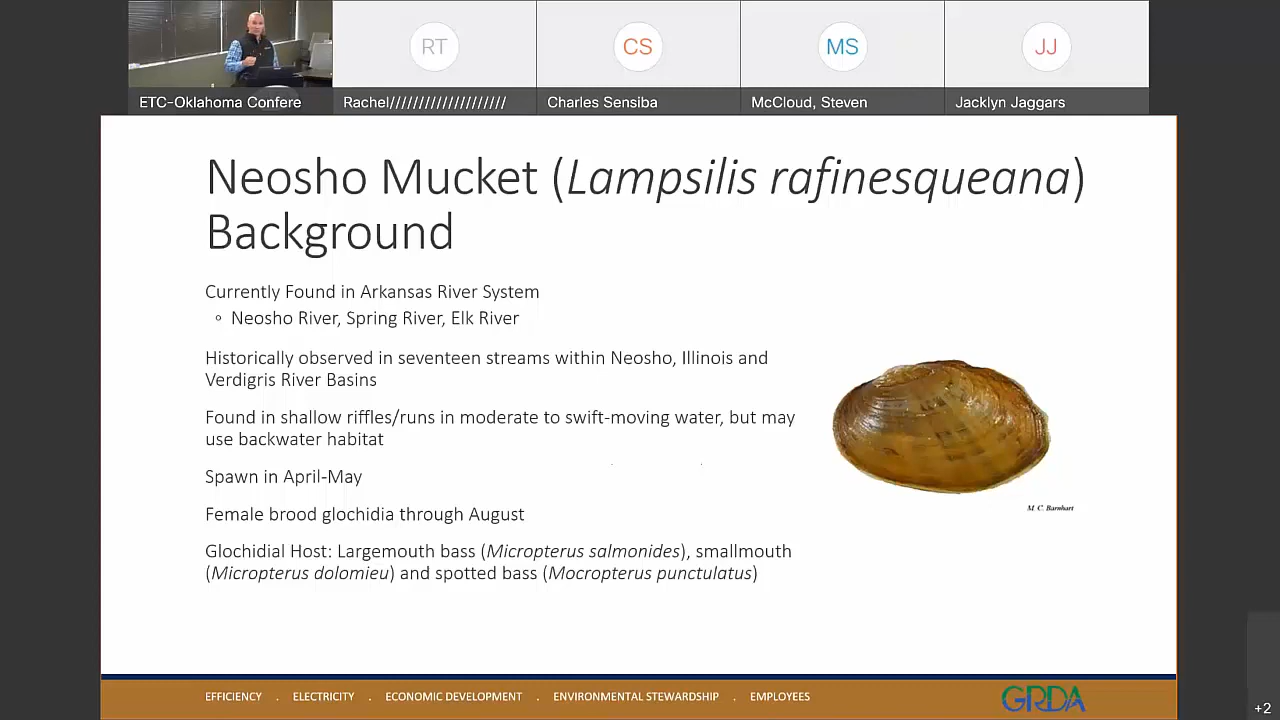 RT
CS
MS
JJ
ETC-Oklahoma Confere
Rachel////////////////////
Charles Sensiba
McCloud, Steven
Jacklyn Jaggars
Neosho Mucket (Lampsilis rafinesqueana)
Background
Currently Found in Arkansas River System
◦ Neosho River, Spring River, Elk River
Historically observed in seventeen streams within Neosho, Illinois and
Verdigris River Basins
Found in shallow riffles/runs in moderate to swift-moving water, but may
use backwater habitat
Spawn in April-May
Female brood glochidia through August
Glochidial Host: Largemouth bass (Micropterus salmonides), smallmouth
(Micropterus dolomieu) and spotted bass (Mocropterus punctulatus)
M. C. Barnhart
EFFICIENCY . ELECTRICITY . ECONOMIC DEVELOPMENT . ENVIRONMENTAL STEWARDSHIP . EMPLOYEES
GRDA
+2